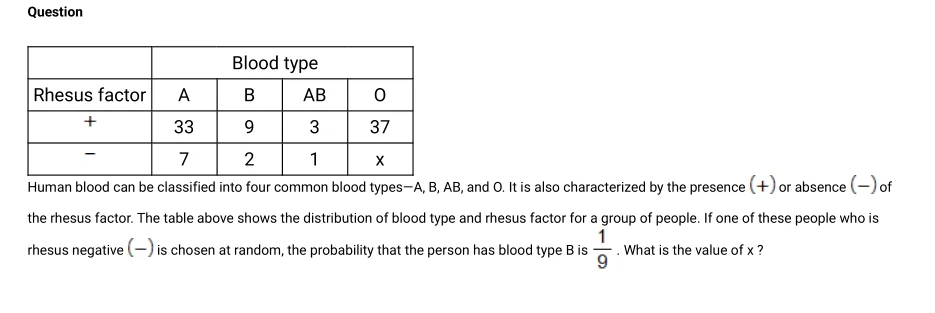 Question
Blood type
Rhesus factor A B AB O
+ 33 9 3 37
− 7 2 1 x
Human blood can be classified into four common blood types—A, B, AB, and O. It is also characterized by the presence (+) or absence (−) of
the rhesus factor. The table above shows the distribution of blood type and rhesus factor for a group of people. If one of these people who is
rhesus negative (−) is chosen at random, the probability that the person has blood type B is 1/9 . What is the value of x ?